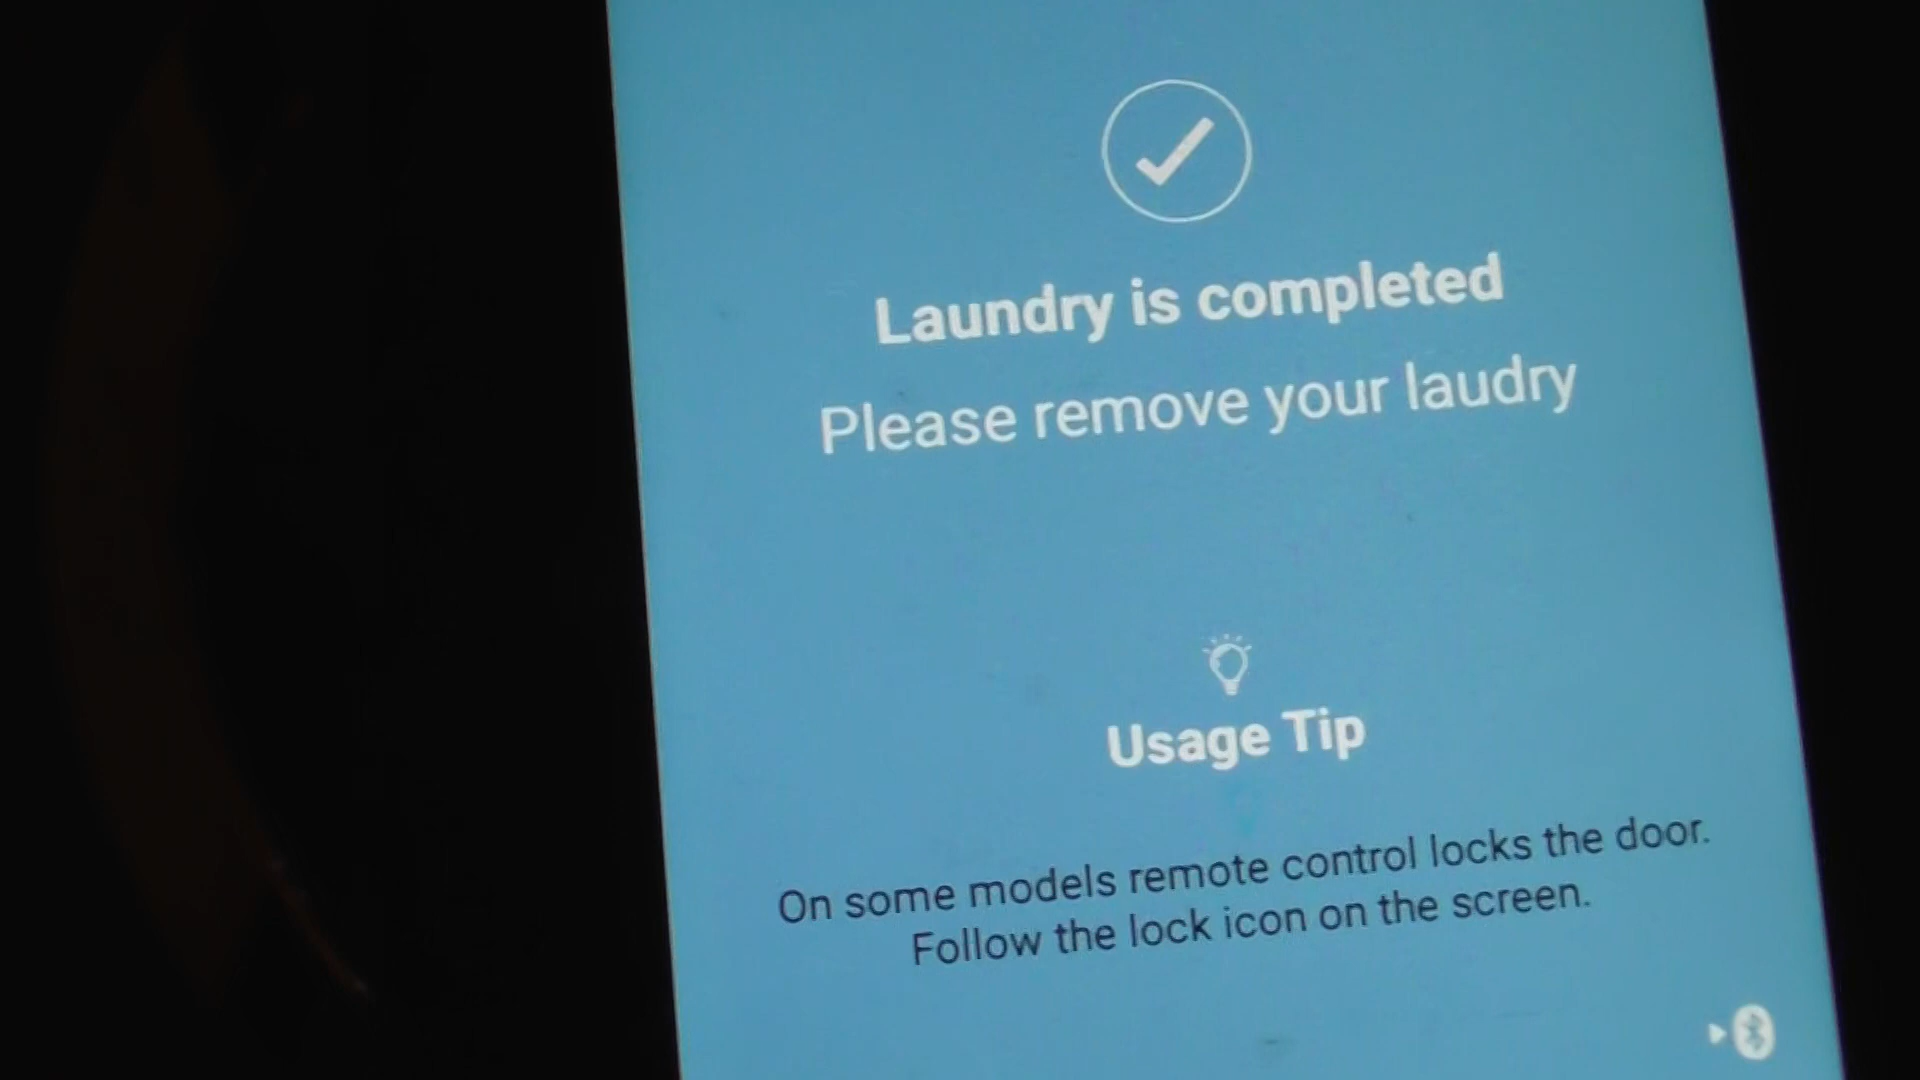 Laundry is completed
Please remove your laudry
Usage Tip
On some models remote control locks the door.
Follow the lock icon on the screen.